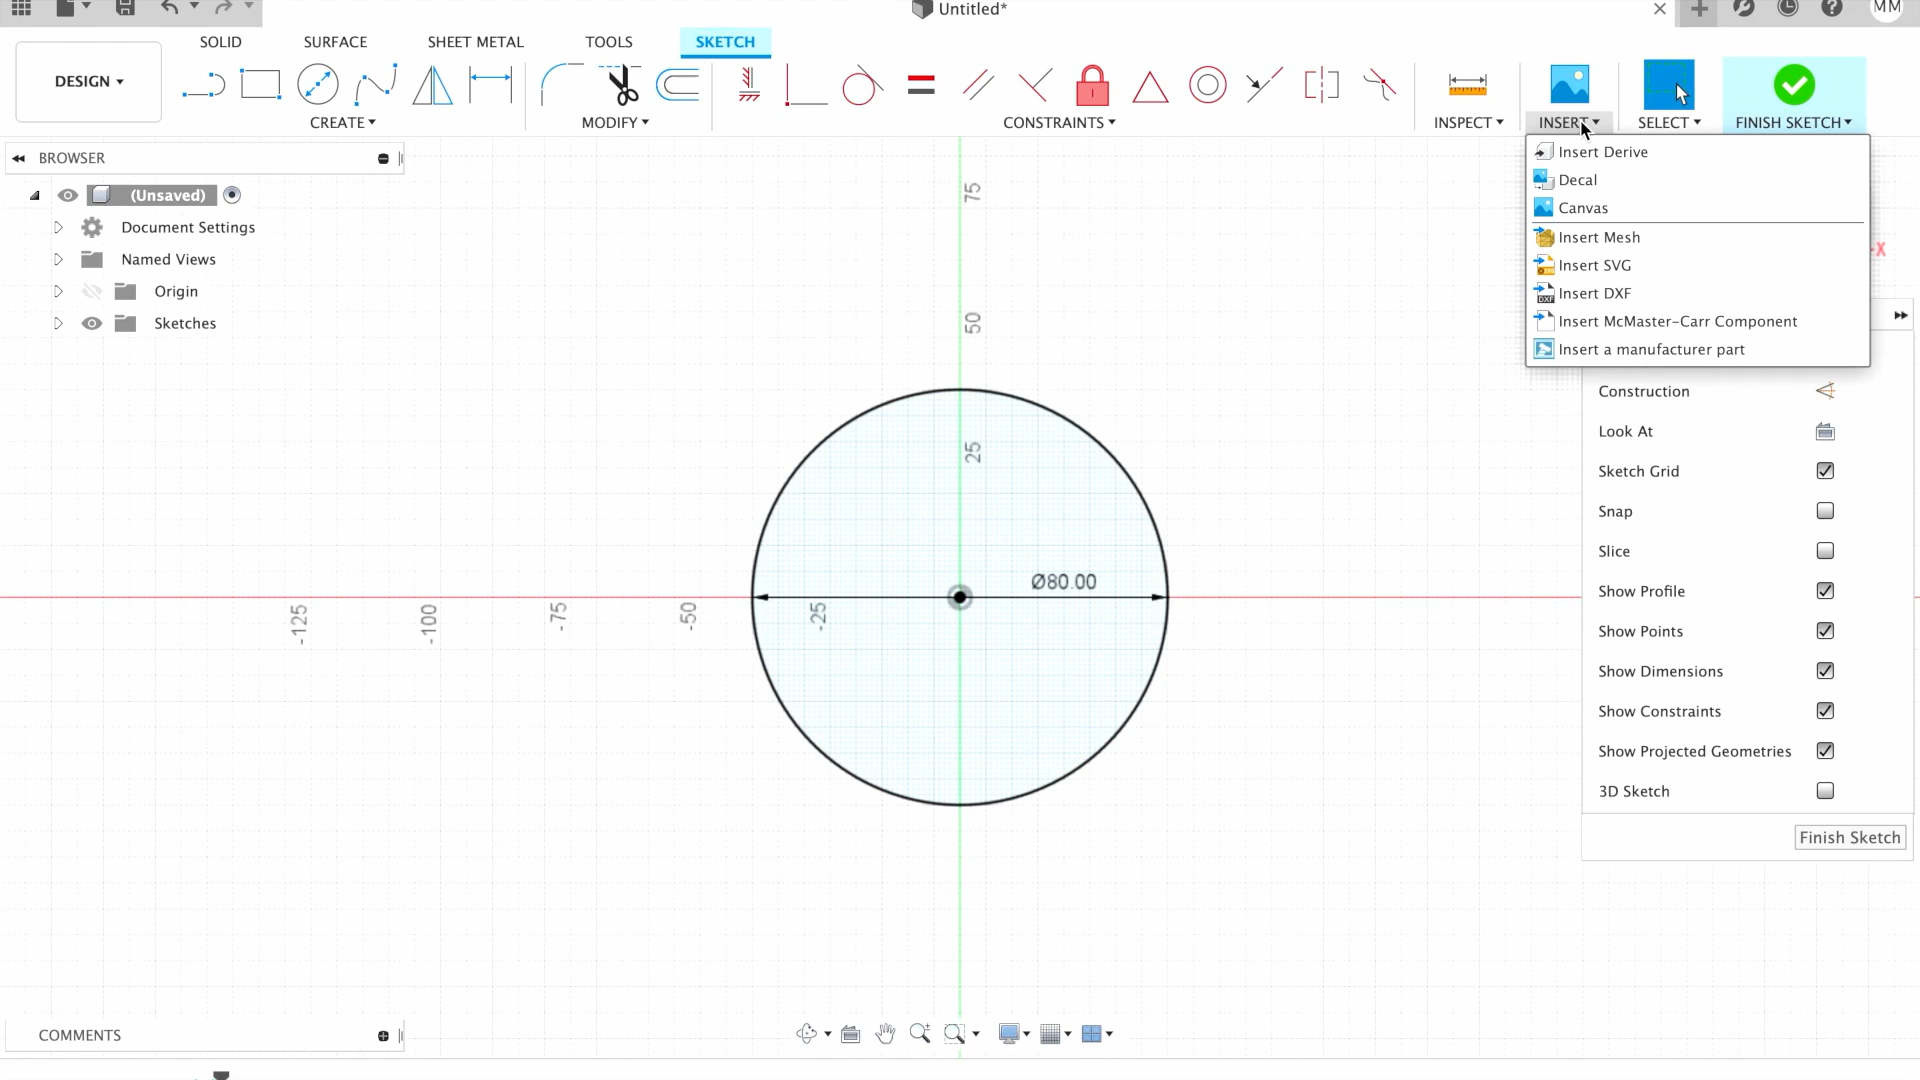 Untitled*
MM
SOLID
SURFACE
SHEET METAL
TOOLS
SKETCH
DESIGN
CREATE
MODIFY
CONSTRAINTS
INSPECT
INSERT
SELECT
FINISH SKETCH
BROWSER
(Unsaved)
Document Settings
Named Views
Origin
Sketches
Insert Derive
Decal
Canvas
Insert Mesh
Insert SVG
Insert DXF
Insert McMaster-Carr Component
Insert a manufacturer part
-X
Construction
Look At
Sketch Grid
Snap
Slice
Show Profile
Show Points
Show Dimensions
Show Constraints
Show Projected Geometries
3D Sketch
Finish Sketch
75
50
25
Ø80.00
-125
-100
-75
-50
-25
COMMENTS